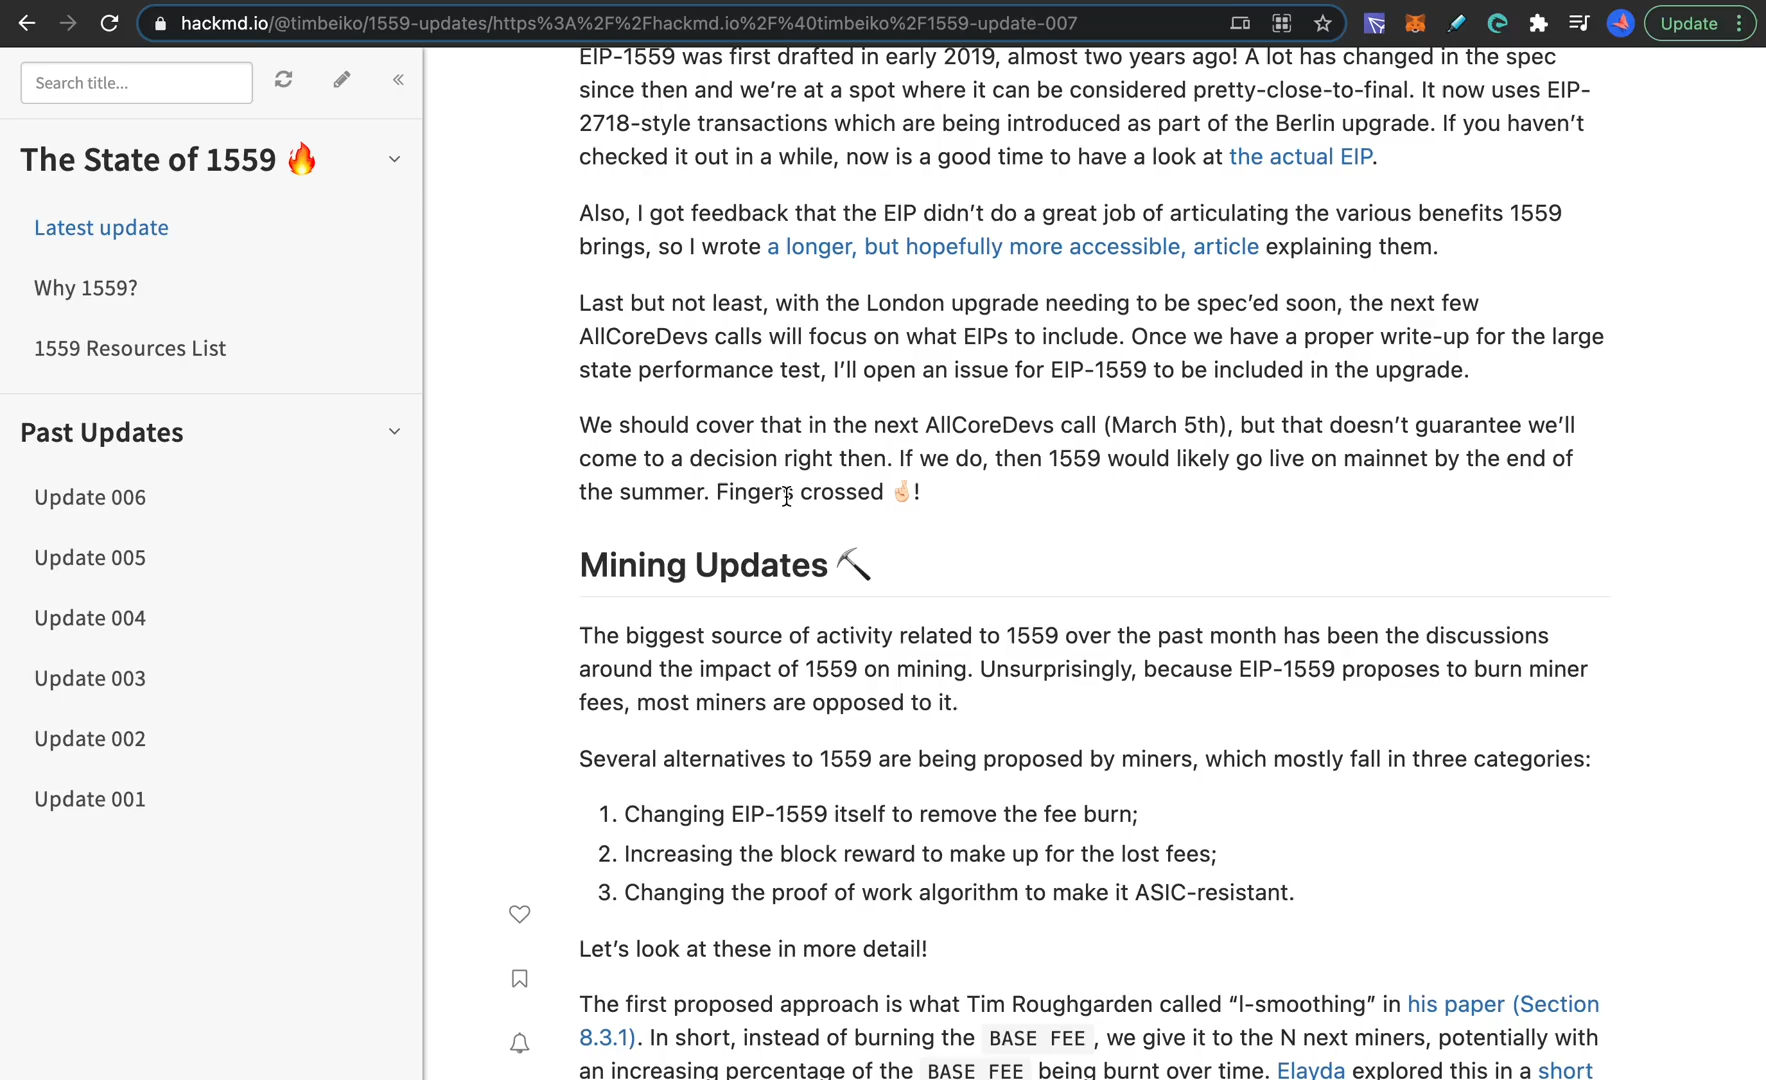 hackmd.io/@timbeiko/1559-updates/https%3A%2F%2Fhackmd.io%2F%40timbeiko%2F1559-update-007
Update
Search title...
The State of 1559 🔥
Latest update
Why 1559?
1559 Resources List
Past Updates
Update 006
Update 005
Update 004
Update 003
Update 002
Update 001
EIP-1559 was first drafted in early 2019, almost two years ago! A lot has changed in the spec
since then and we’re at a spot where it can be considered pretty-close-to-final. It now uses EIP-
2718-style transactions which are being introduced as part of the Berlin upgrade. If you haven’t
checked it out in a while, now is a good time to have a look at the actual EIP.
Also, I got feedback that the EIP didn’t do a great job of articulating the various benefits 1559
brings, so I wrote a longer, but hopefully more accessible, article explaining them.
Last but not least, with the London upgrade needing to be spec’ed soon, the next few
AllCoreDevs calls will focus on what EIPs to include. Once we have a proper write-up for the large
state performance test, I’ll open an issue for EIP-1559 to be included in the upgrade.
We should cover that in the next AllCoreDevs call (March 5th), but that doesn’t guarantee we’ll
come to a decision right then. If we do, then 1559 would likely go live on mainnet by the end of
the summer. Fingers crossed 🤞🏻!
Mining Updates ⛏️
The biggest source of activity related to 1559 over the past month has been the discussions
around the impact of 1559 on mining. Unsurprisingly, because EIP-1559 proposes to burn miner
fees, most miners are opposed to it.
Several alternatives to 1559 are being proposed by miners, which mostly fall in three categories:
1. Changing EIP-1559 itself to remove the fee burn;
2. Increasing the block reward to make up for the lost fees;
3. Changing the proof of work algorithm to make it ASIC-resistant.
Let’s look at these in more detail!
The first proposed approach is what Tim Roughgarden called “l-smoothing” in his paper (Section
8.3.1). In short, instead of burning the BASE FEE, we give it to the N next miners, potentially with
an increasing percentage of the BASE FEE being burnt over time. Elayda explored this in a short